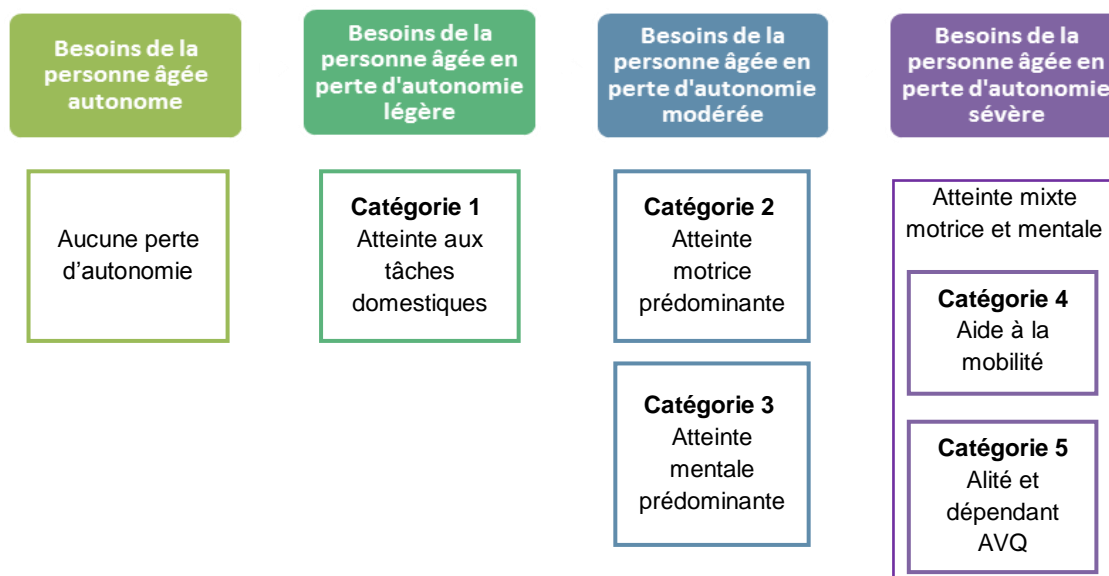 Besoins de la
personne âgée
autonome
Aucune perte
d'autonomie
Besoins de la
personne âgée en
perte d'autonomie
légère
Catégorie 1
Atteinte aux
tâches
domestiques
Besoins de la
personne âgée en
perte d'autonomie
modérée
Catégorie 2
Atteinte
motrice
prédominante
Catégorie 3
Atteinte
mentale
prédominante
Besoins de la
personne âgée en
perte d'autonomie
sévère
Atteinte mixte
motrice et mentale
Catégorie 4
Aide à la
mobilité
Catégorie 5
Alité et
dépendant
AVQ